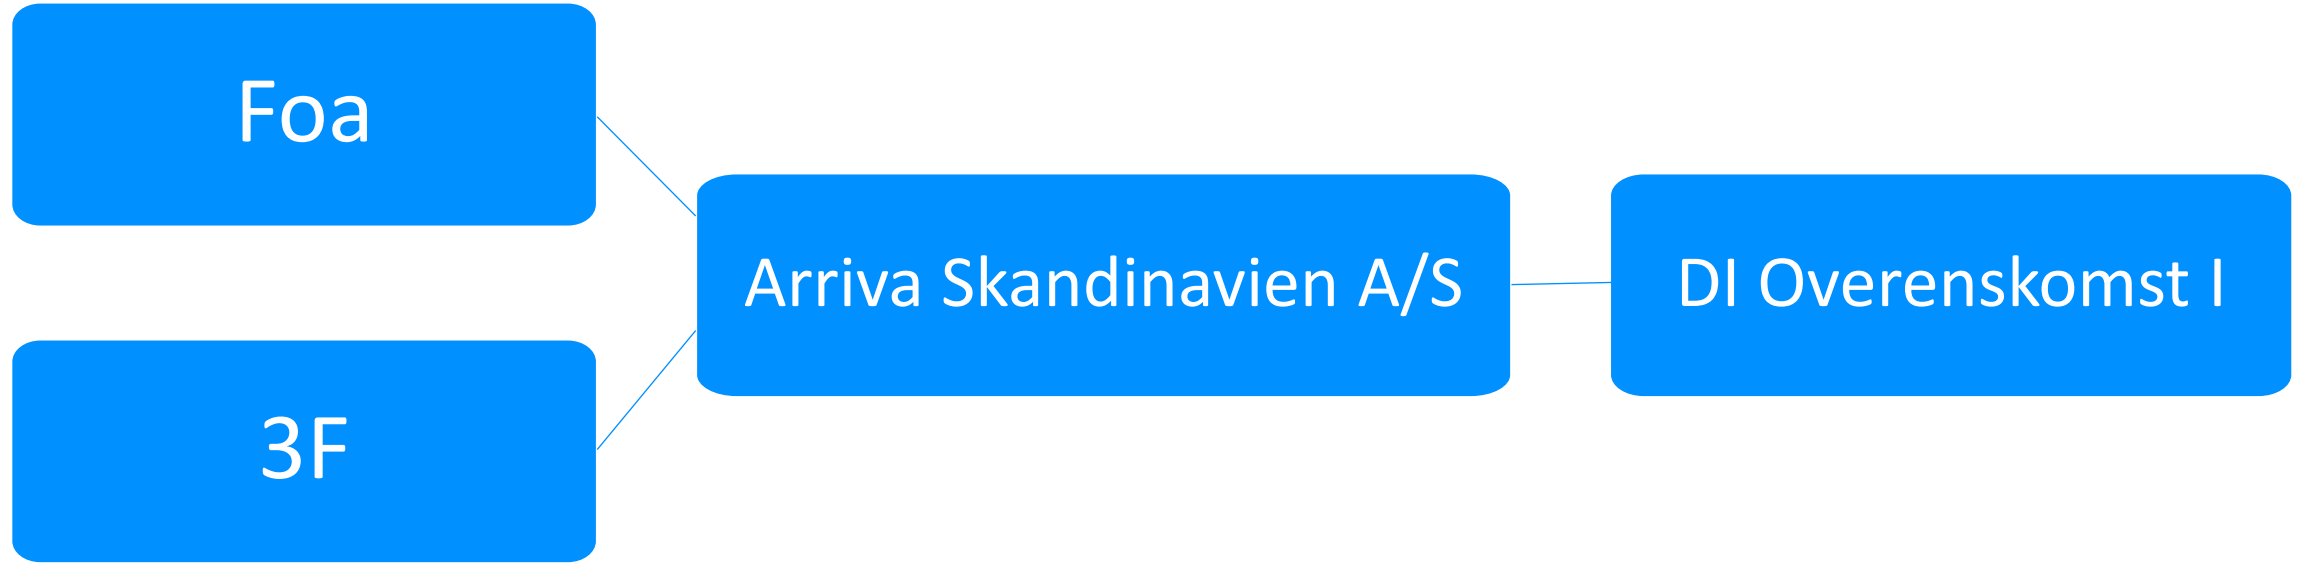 Foa
3F
Arriva Skandinavien A/S
DI Overenskomst I